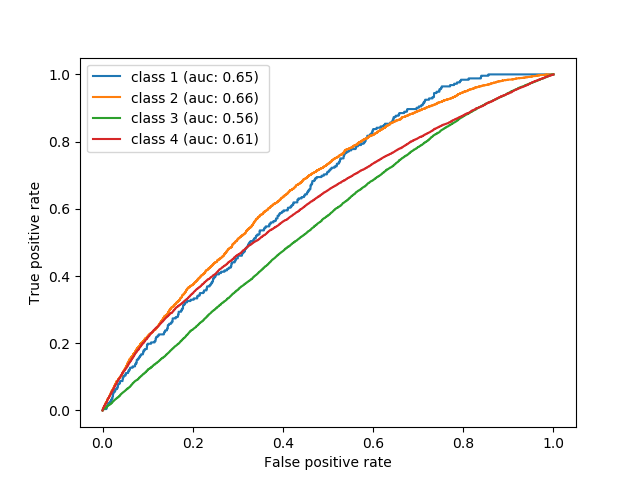 class 1 (auc: 0.65)
class 2 (auc: 0.66)
class 3 (auc: 0.56)
class 4 (auc: 0.61)
1.0
0.8
0.6
0.4
0.2
0.0
True positive rate
0.0 0.2 0.4 0.6 0.8 1.0
False positive rate